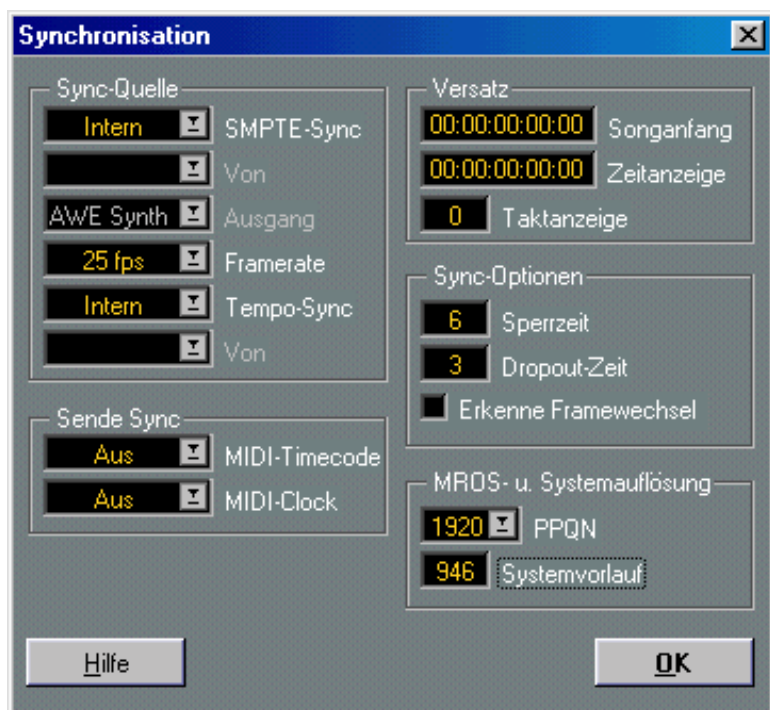 Synchronisation
Sync-Quelle
Intern SMPTE-Sync
Von
AWE Synth Ausgang
25 fps Framerate
Intern Tempo-Sync
Von
Sende Sync
Aus MIDI-Timecode
Aus MIDI-Clock
Versatz
00:00:00:00:00 Songanfang
00:00:00:00:00 Zeitanzeige
0 Taktanzeige
Sync-Optionen
6 Sperrzeit
3 Dropout-Zeit
Erkenne Framewechsel
MROS- u. Systemauflösung
1920 PPQN
946 Systemvorlauf
Hilfe
OK